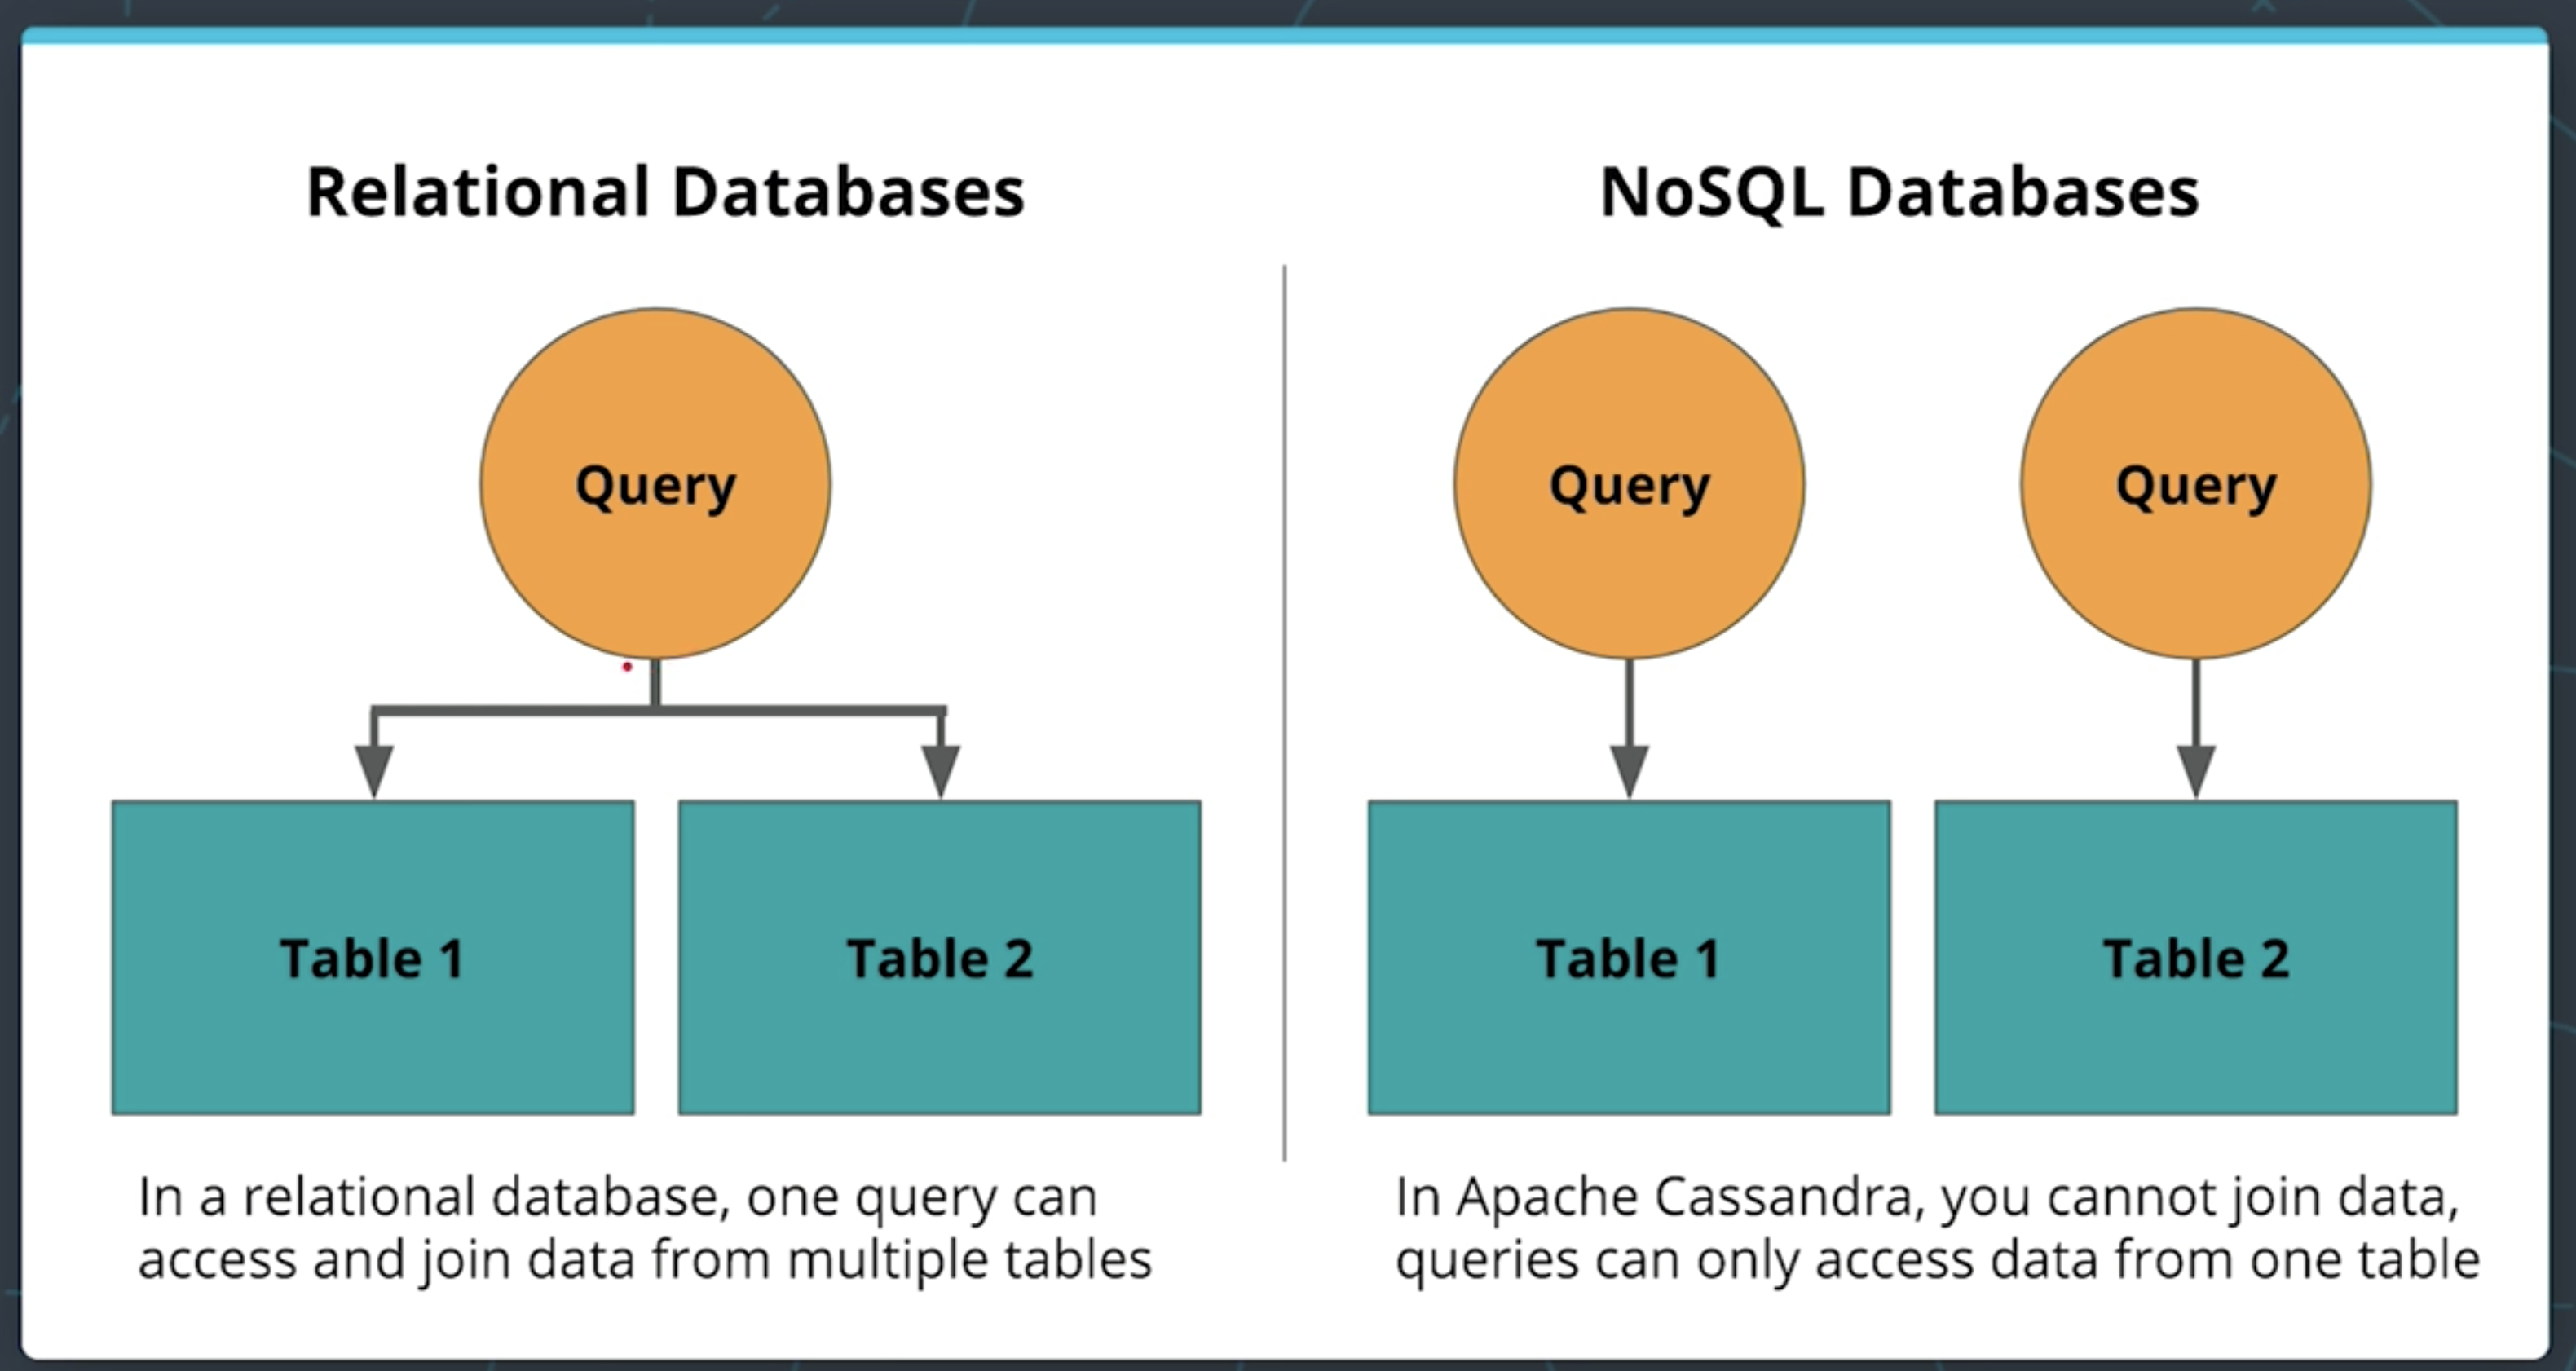 Relational Databases
Query
Table 1
Table 2
In a relational database, one query can
access and join data from multiple tables
NoSQL Databases
Query
Query
Table 1
Table 2
In Apache Cassandra, you cannot join data,
queries can only access data from one table